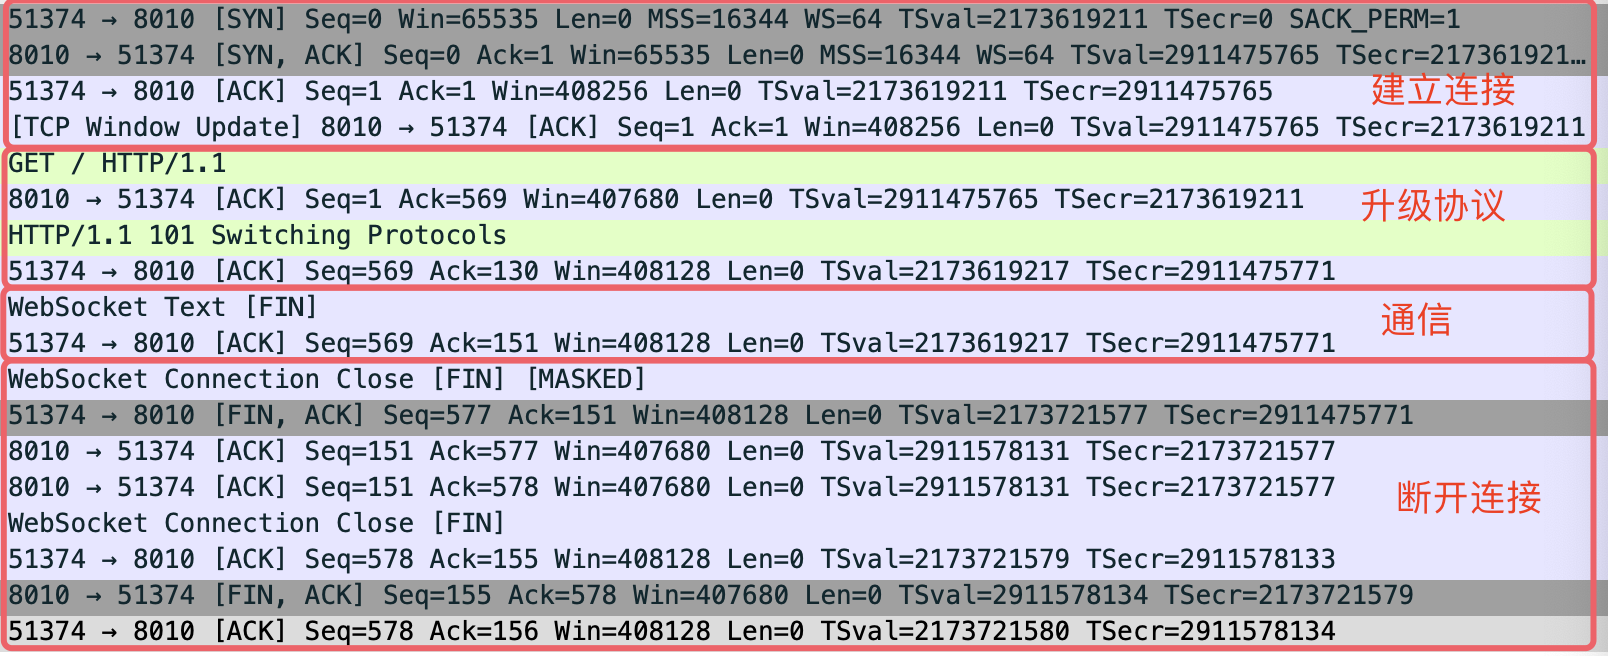 51374 → 8010 [SYN] Seq=0 Win=65535 Len=0 MSS=16344 WS=64 TSval=2173619211 TSecr=0 SACK_PERM=1
8010 → 51374 [SYN, ACK] Seq=0 Ack=1 Win=65535 Len=0 MSS=16344 WS=64 TSval=2911475765 TSecr=217361921…
51374 → 8010 [ACK] Seq=1 Ack=1 Win=408256 Len=0 TSval=2173619211 TSecr=2911475765
建立连接
[TCP Window Update] 8010 → 51374 [ACK] Seq=1 Ack=1 Win=408256 Len=0 TSval=2911475765 TSecr=2173619211
GET / HTTP/1.1
8010 → 51374 [ACK] Seq=1 Ack=569 Win=407680 Len=0 TSval=2911475765 TSecr=2173619211
升级协议
HTTP/1.1 101 Switching Protocols
51374 → 8010 [ACK] Seq=569 Ack=130 Win=408128 Len=0 TSval=2173619217 TSecr=2911475771
WebSocket Text [FIN]
通信
51374 → 8010 [ACK] Seq=569 Ack=151 Win=408128 Len=0 TSval=2173619217 TSecr=2911475771
WebSocket Connection Close [FIN] [MASKED]
51374 → 8010 [FIN, ACK] Seq=577 Ack=151 Win=408128 Len=0 TSval=2173721577 TSecr=2911475771
8010 → 51374 [ACK] Seq=151 Ack=577 Win=407680 Len=0 TSval=2911578131 TSecr=2173721577
8010 → 51374 [ACK] Seq=151 Ack=578 Win=407680 Len=0 TSval=2911578131 TSecr=2173721577
断开连接
WebSocket Connection Close [FIN]
51374 → 8010 [ACK] Seq=578 Ack=155 Win=408128 Len=0 TSval=2173721579 TSecr=2911578133
8010 → 51374 [FIN, ACK] Seq=155 Ack=578 Win=407680 Len=0 TSval=2911578134 TSecr=2173721579
51374 → 8010 [ACK] Seq=578 Ack=156 Win=408128 Len=0 TSval=2173721580 TSecr=2911578134